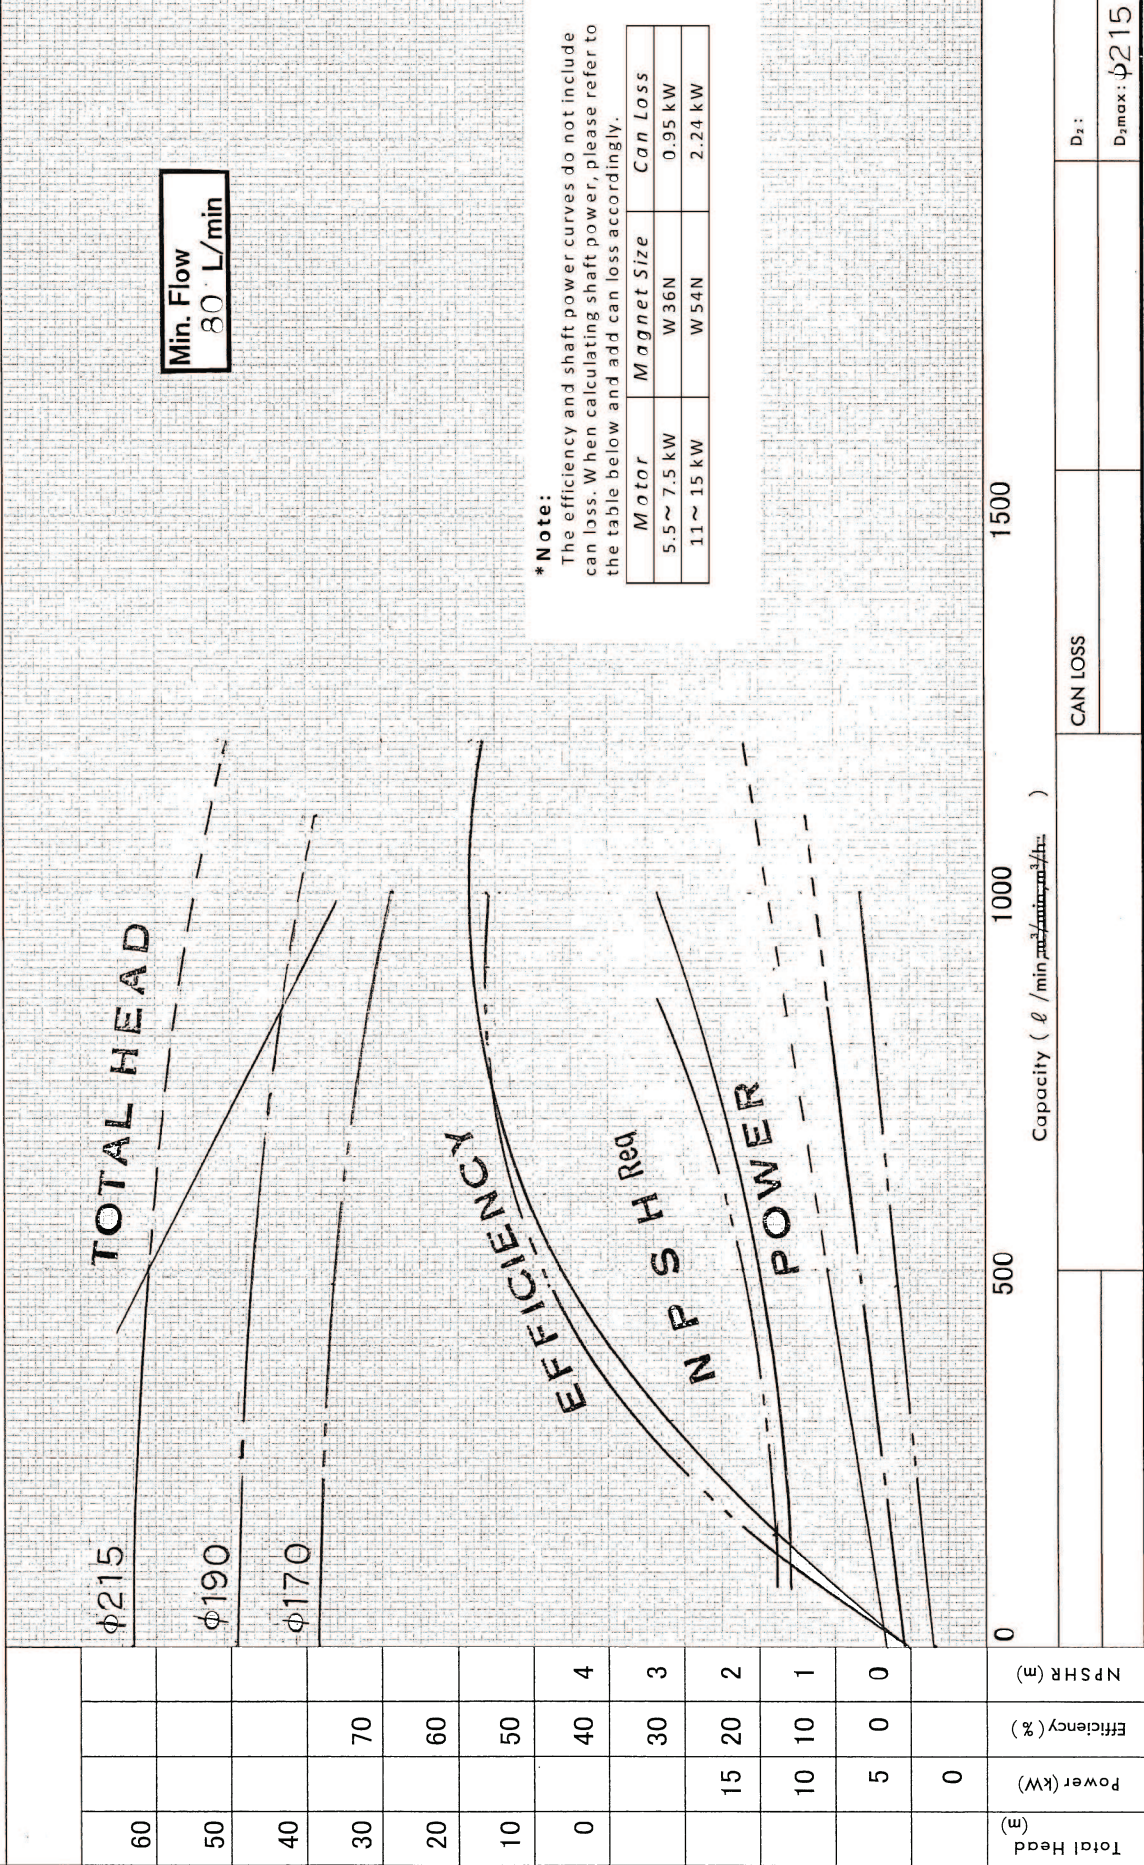 TOTAL HEAD
Min. Flow
80 L/min
φ215
φ190
φ170
EFFICIENCY
NPSH Req
POWER
*Note:
The efficiency and shaft power curves do not include
can loss. When calculating shaft power, please refer to
the table below and add can loss accordingly.
Motor Magnet Size Can Loss
5.5~7.5 kW W36N 0.95 kW
11~15 kW W54N 2.24 kW
60
50
40
30 70
20 60
10 50
0 40 4
30 3
15 20 2
10 10 1
5 0 0
0
Total Head (m) Power (kW) Efficiency (%) NPSHR (m)
0 500 1000 1500
Capacity ( ℓ /min, m³/min, m³/h )
CAN LOSS D₂ :
D₂max: φ215